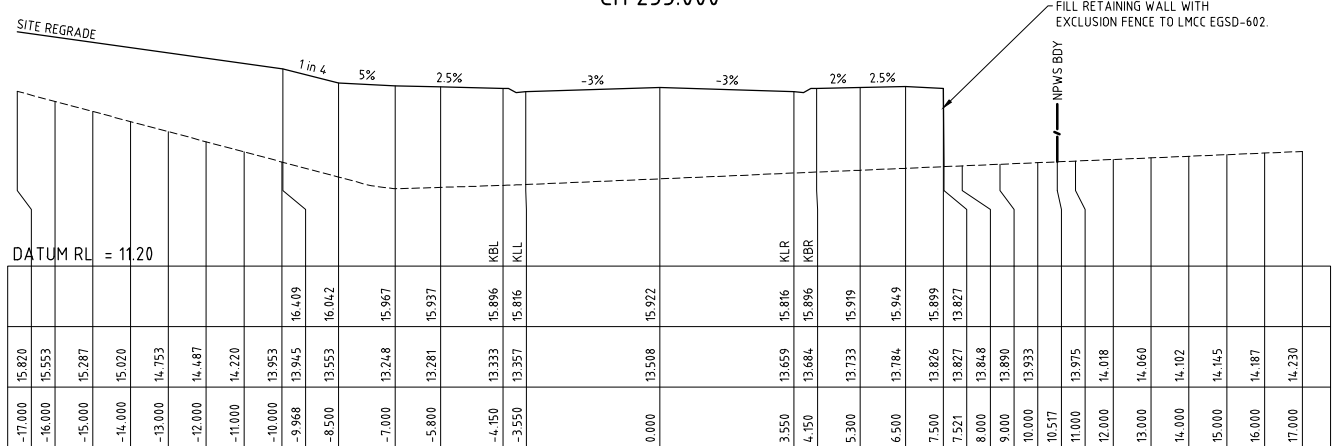 CH 255.000
FILL RETAINING WALL WITH
EXCLUSION FENCE TO LMCC EGSD-602.
SITE REGRADE
1 in 4
5%
2.5%
-3%
-3%
2%
2.5%
NPWS BDY
KBL
KLL
KLR
KBR
DATUM RL = 11.20
16.409 16.042 15.967 15.937 15.896 15.816 15.922 15.816 15.896 15.919 15.949 15.899 13.827
15.820 15.553 15.287 15.020 14.753 14.487 14.220 13.953 13.945 13.553 13.248 13.281 13.333 13.357 13.508 13.659 13.684 13.733 13.784 13.826 13.827 13.848 13.890 13.933 13.975 14.018 14.060 14.102 14.145 14.187 14.230
-17.000 -16.000 -15.000 -14.000 -13.000 -12.000 -11.000 -10.000 -9.968 -8.500 -7.000 -5.800 -4.150 -3.550 0.000 3.550 4.150 5.300 6.500 7.500 7.521 8.000 9.000 10.000 10.517 11.000 12.000 13.000 14.000 15.000 16.000 17.000